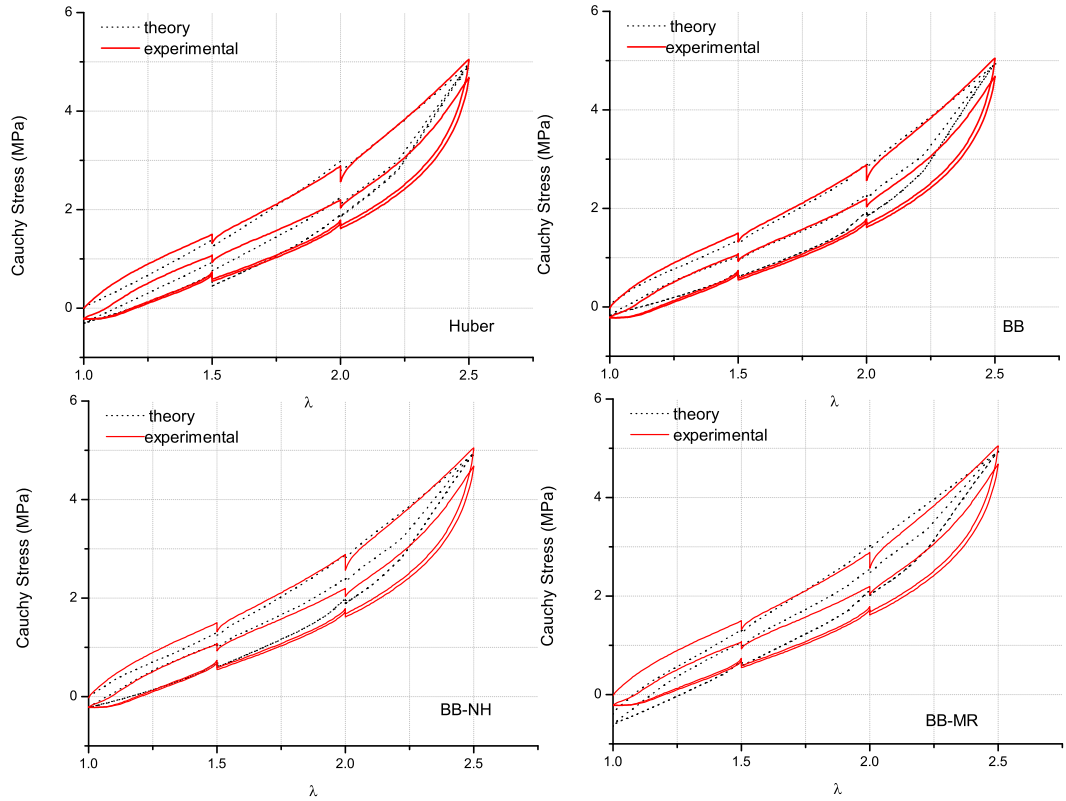 6
theory
experimental
4
Cauchy Stress (MPa)
2
0
Huber
1.0 1.5 2.0 2.5
λ
6
theory
experimental
4
Cauchy Stress (MPa)
2
0
BB
1.0 1.5 2.0 2.5
λ
6
theory
experimental
4
Cauchy Stress (MPa)
2
0
BB-NH
1.0 1.5 2.0 2.5
λ
6
theory
experimental
4
Cauchy Stress (MPa)
2
0
BB-MR
1.0 1.5 2.0 2.5
λ